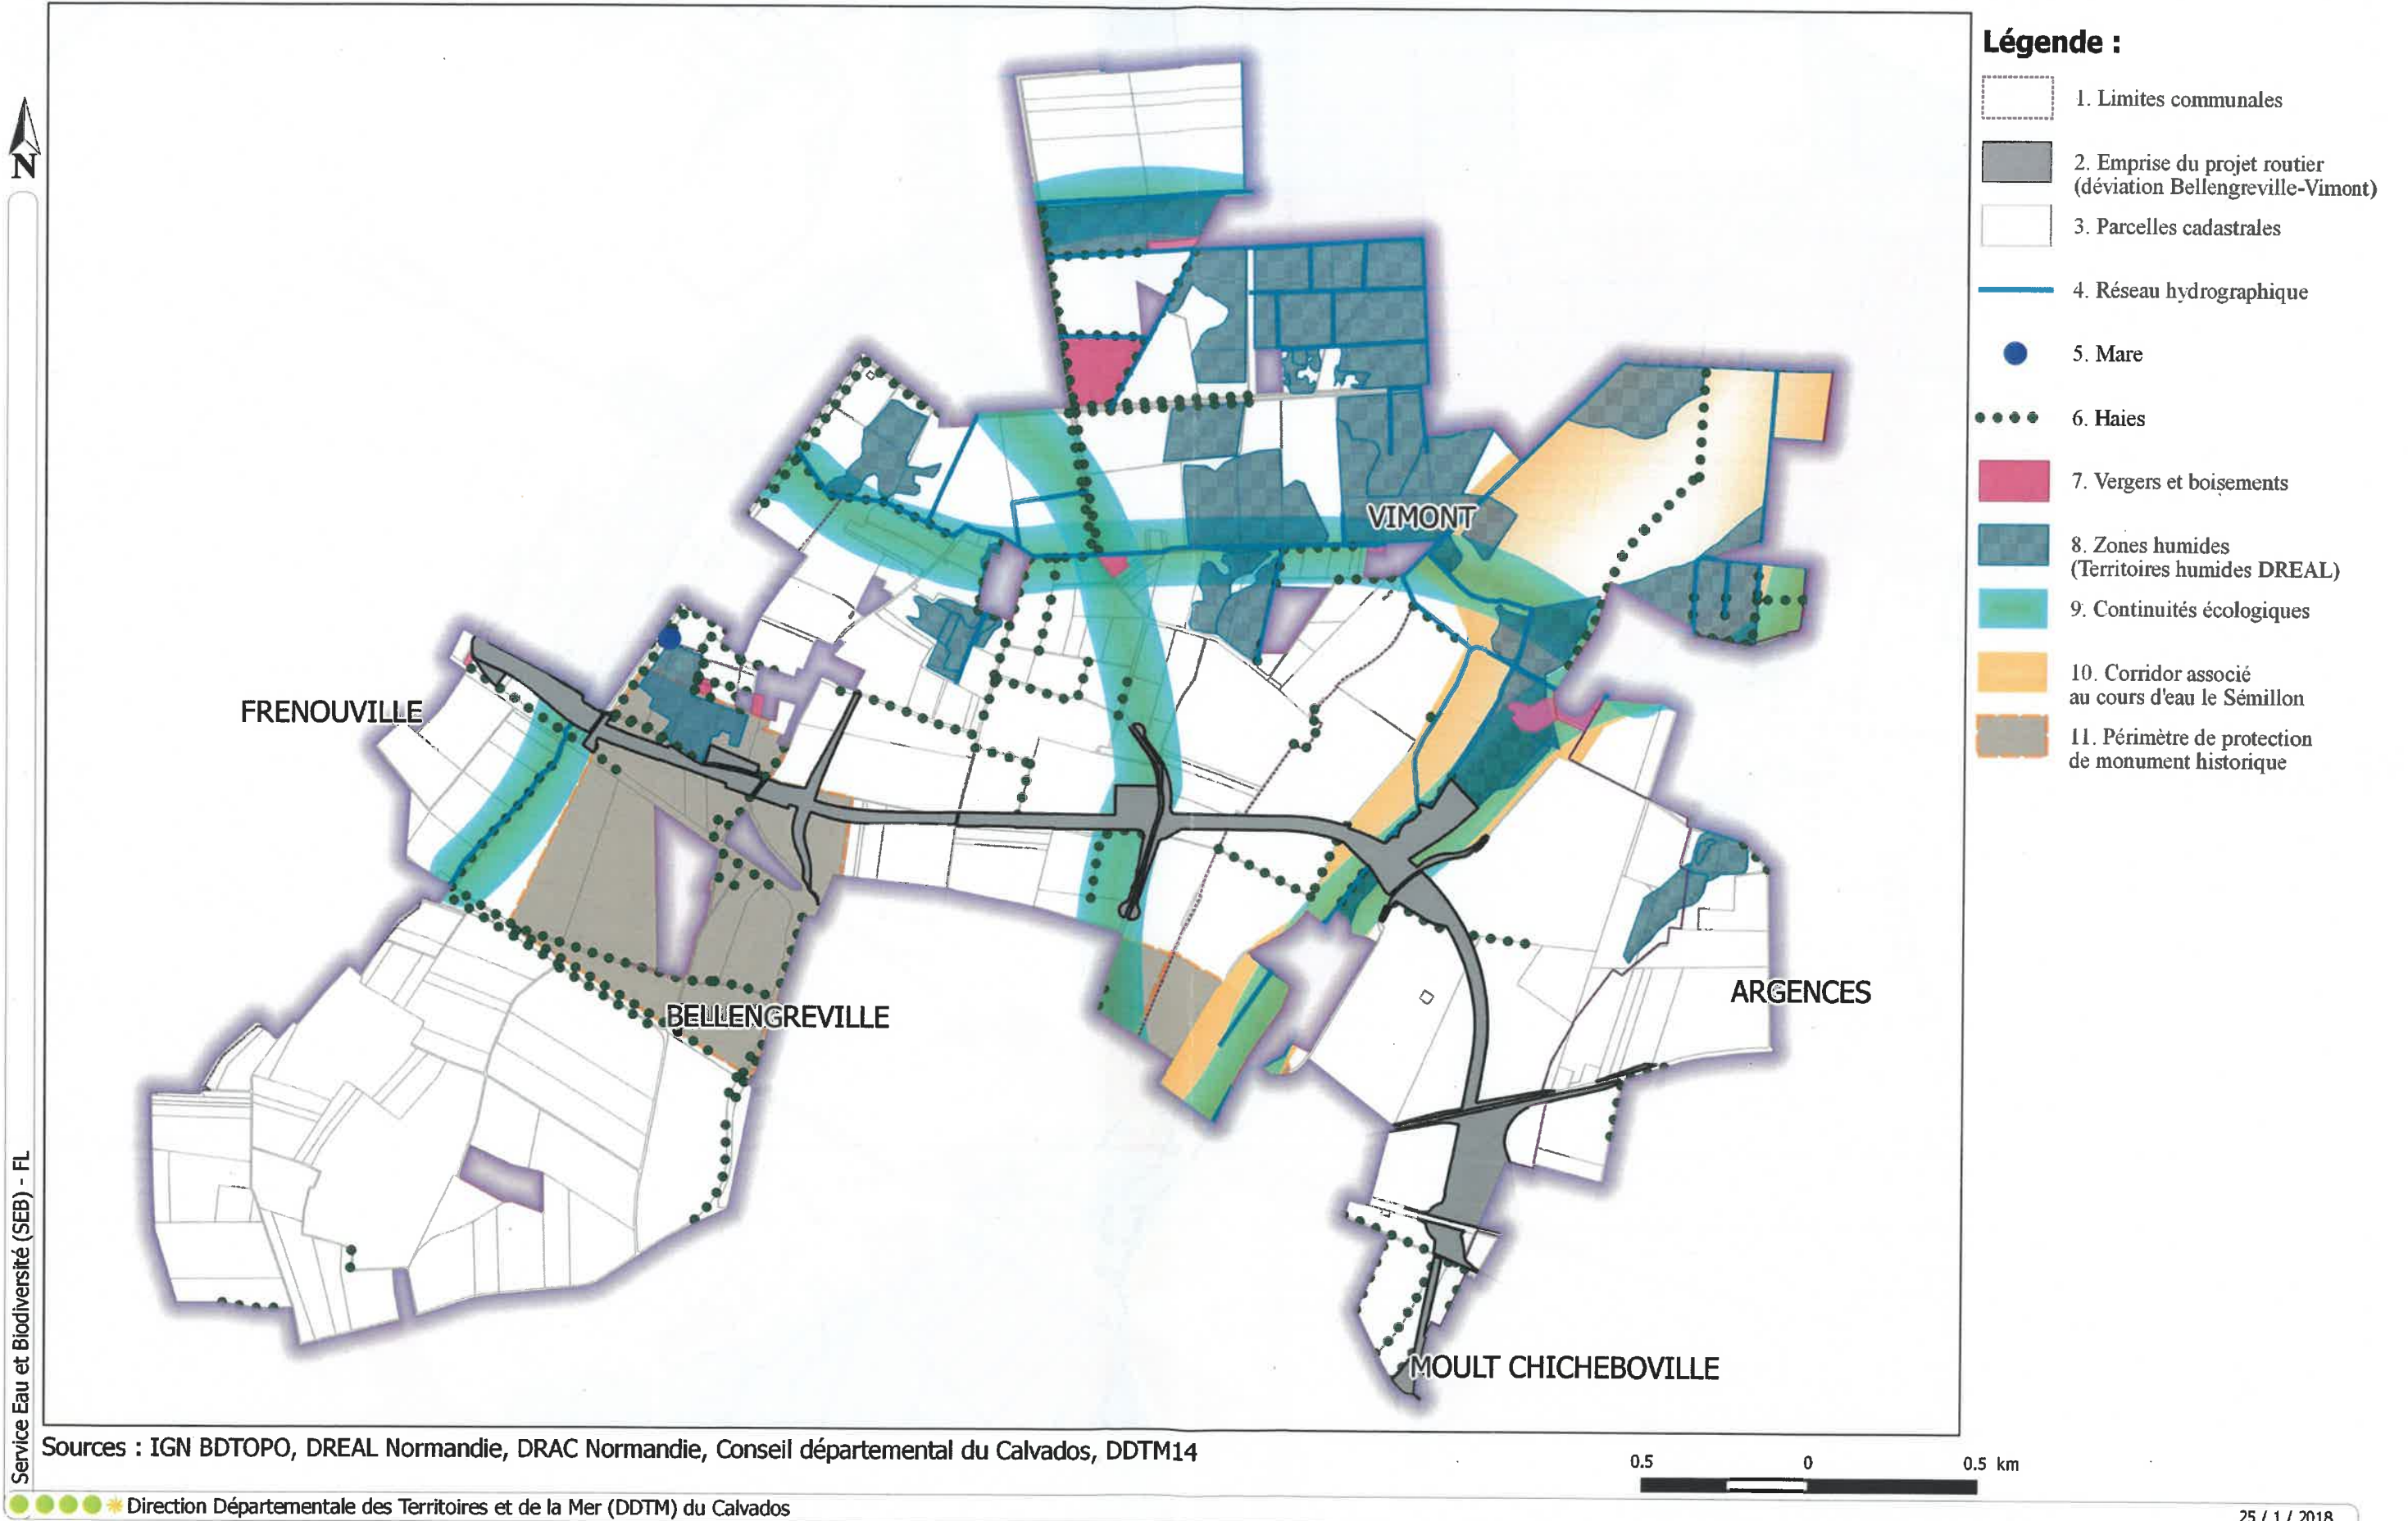 Légende :
1. Limites communales
2. Emprise du projet routier
(déviation Bellengreville-Vimont)
3. Parcelles cadastrales
4. Réseau hydrographique
5. Mare
6. Haies
7. Vergers et boisements
8. Zones humides
(Territoires humides DREAL)
9. Continuités écologiques
10. Corridor associé
au cours d'eau le Sémillon
11. Périmètre de protection
de monument historique
N
VIMONT
FRENOUVILLE
BELLENGREVILLE
ARGENCES
MOULT CHICHEBOVILLE
Service Eau et Biodiversité (SEB) - FL
Sources : IGN BDTOPO, DREAL Normandie, DRAC Normandie, Conseil départemental du Calvados, DDTM14
0.5 0 0.5 km
Direction Départementale des Territoires et de la Mer (DDTM) du Calvados
25 / 1 / 2018